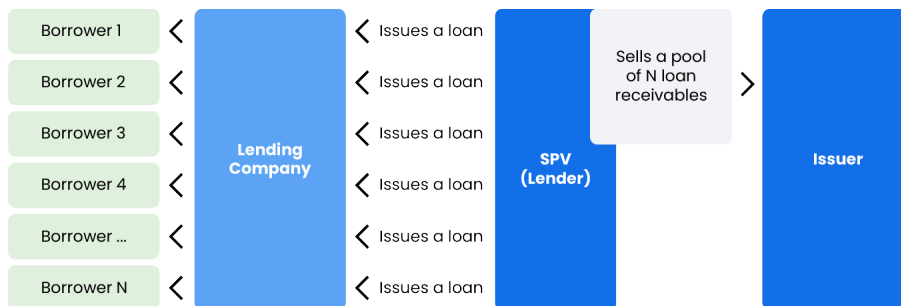 Borrower 1
Issues a loan
Sells a pool
of N loan
receivables
Borrower 2
Issues a loan
Borrower 3
Issues a loan
Lending
Company
SPV
(Lender)
Issuer
Borrower 4
Issues a loan
Borrower ...
Issues a loan
Borrower N
Issues a loan